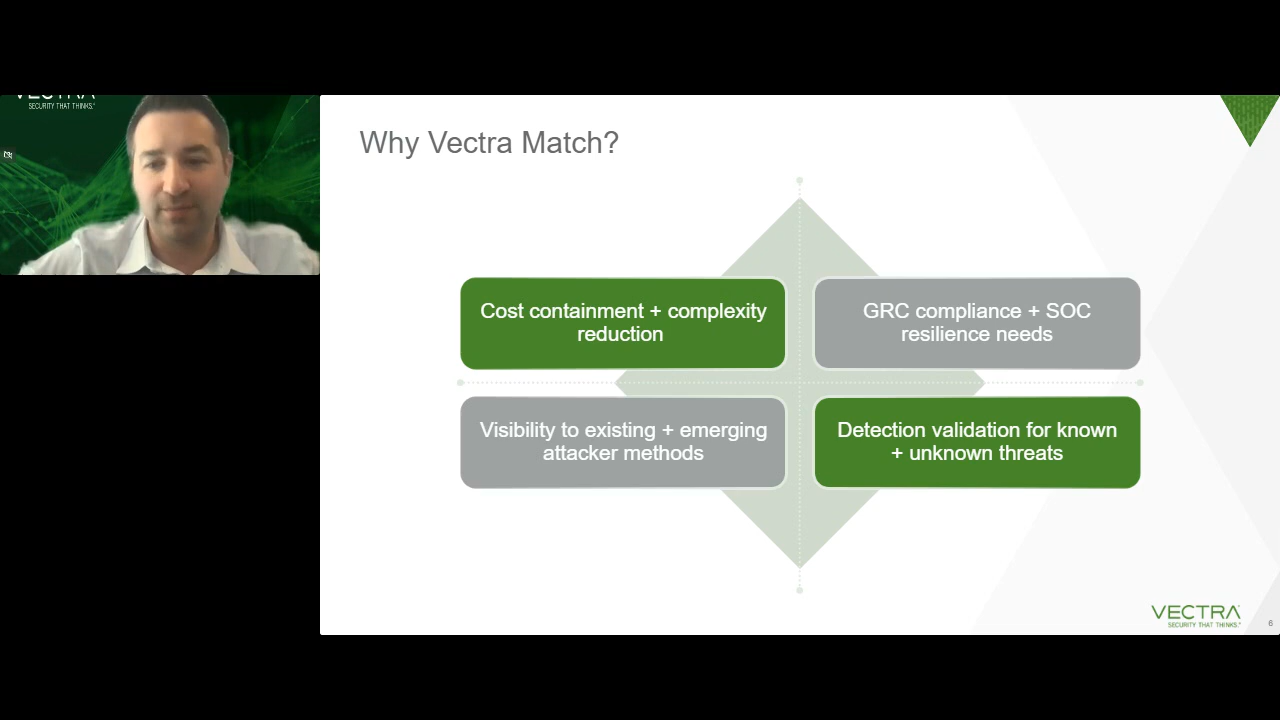 VECTRA
SECURITY THAT THINKS.®
Why Vectra Match?
Cost containment + complexity
reduction
GRC compliance + SOC
resilience needs
Visibility to existing + emerging
attacker methods
Detection validation for known
+ unknown threats
VECTRA
SECURITY THAT THINKS.®
6